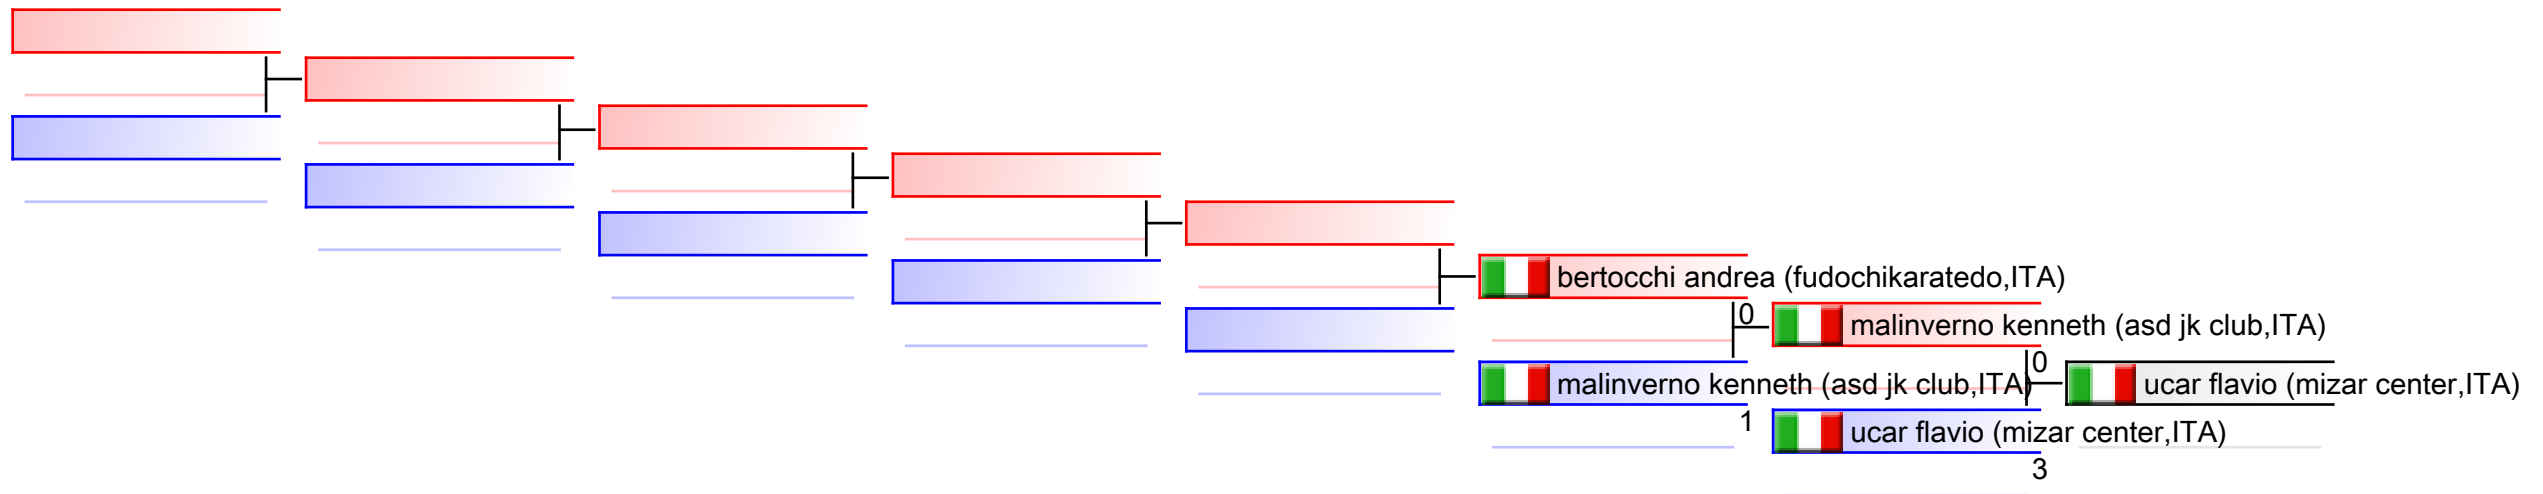 bertocchi andrea (fudochikaratedo,ITA)
0
malinverno kenneth (asd jk club,ITA)
0
malinverno kenneth (asd jk club,ITA)
ucar flavio (mizar center,ITA)
1
ucar flavio (mizar center,ITA)
3